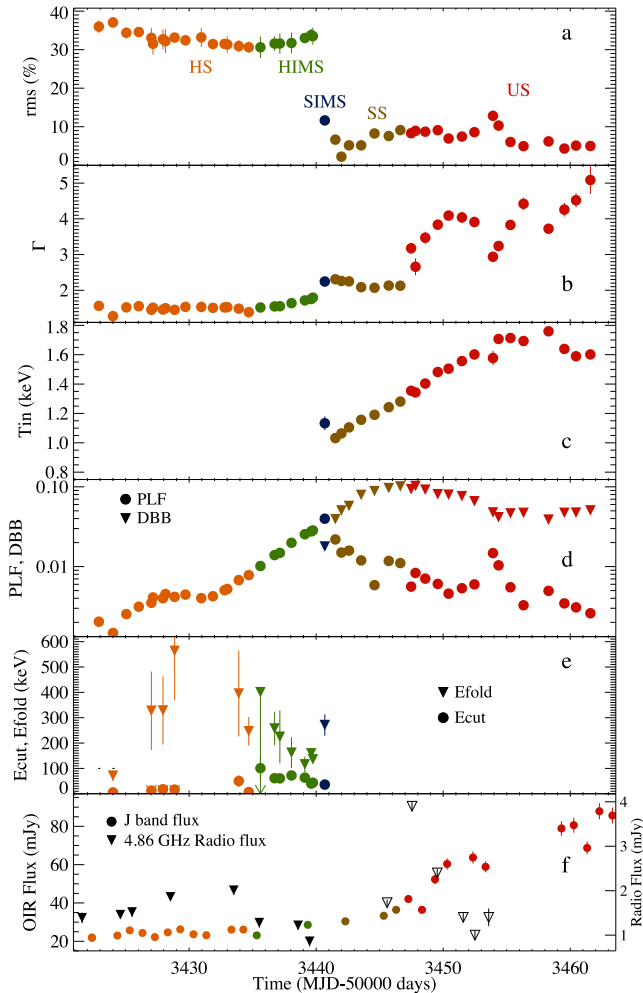 40
30
20
10
0
rms (%)
a
HS
HIMS
SIMS
SS
US
5
4
3
2
Γ
b
1.8
1.6
1.4
1.2
1.0
0.8
Tin (keV)
c
0.10
0.01
PLF, DBB
PLF
DBB
d
600
500
400
300
200
100
0
Ecut, Efold (keV)
e
Efold
Ecut
80
60
40
20
OIR Flux (mJy)
J band flux
4.86 GHz Radio flux
f
4
3
2
1
Radio Flux (mJy)
3430
3440
3450
3460
Time (MJD-50000 days)